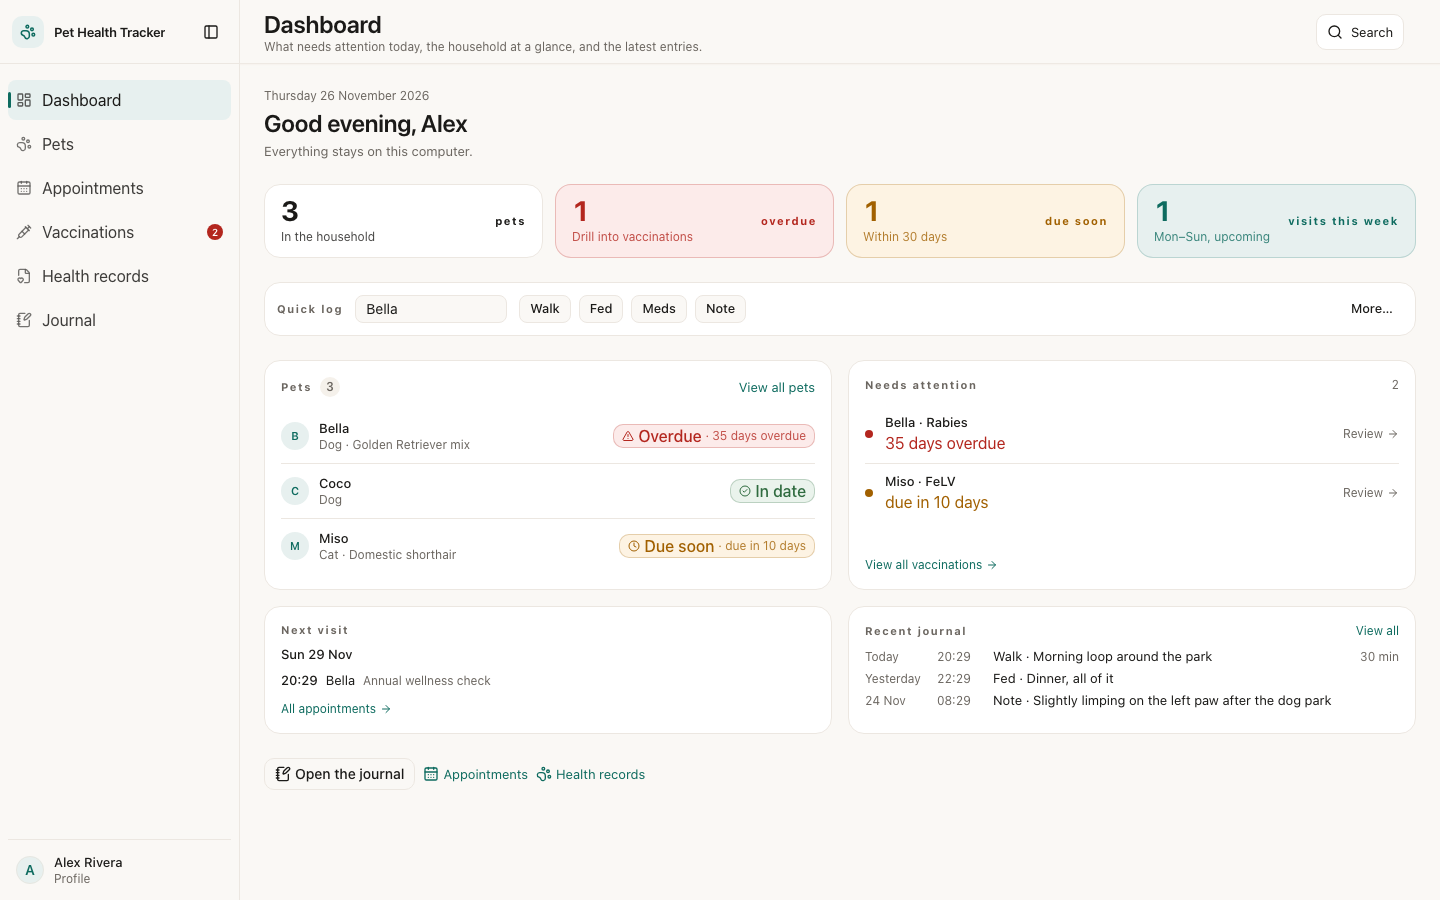 Pet Health Tracker
Dashboard
Pets
Appointments
Vaccinations 2
Health records
Journal
Alex Rivera
Profile
Dashboard
What needs attention today, the household at a glance, and the latest entries.
Search
Thursday 26 November 2026
Good evening, Alex
Everything stays on this computer.
3
pets
In the household
1
overdue
Drill into vaccinations
1
due soon
Within 30 days
1
visits this week
Mon–Sun, upcoming
Quick log Bella Walk Fed Meds Note More...
Pets 3 View all pets
B
Bella
Dog · Golden Retriever mix
Overdue · 35 days overdue
C
Coco
Dog
In date
M
Miso
Cat · Domestic shorthair
Due soon · due in 10 days
Needs attention 2
Bella · Rabies
35 days overdue
Review →
Miso · FeLV
due in 10 days
Review →
View all vaccinations →
Next visit
Sun 29 Nov
20:29 Bella Annual wellness check
All appointments →
Recent journal View all
Today 20:29 Walk · Morning loop around the park 30 min
Yesterday 22:29 Fed · Dinner, all of it
24 Nov 08:29 Note · Slightly limping on the left paw after the dog park
Open the journal Appointments Health records
A